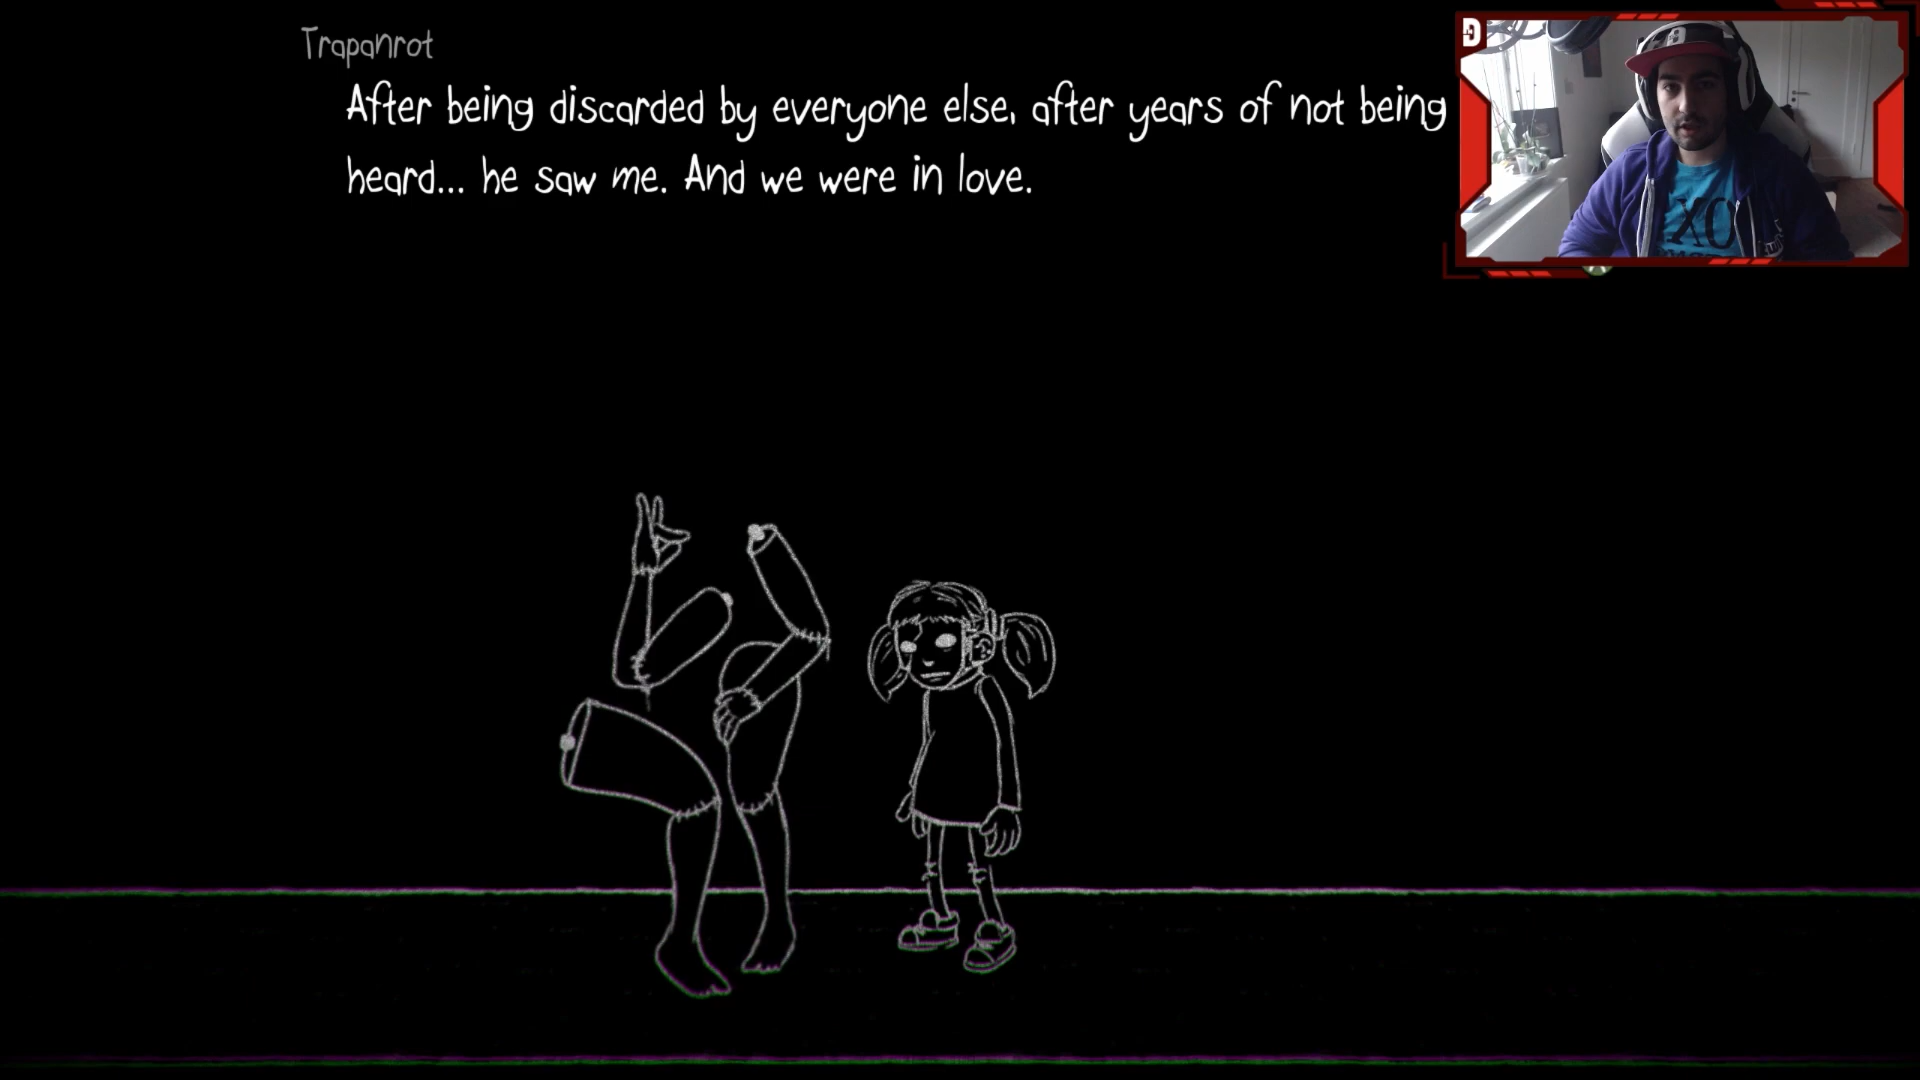 Trapanrot
After being discarded by everyone else, after years of not being
heard... he saw me. And we were in love.
D
XO